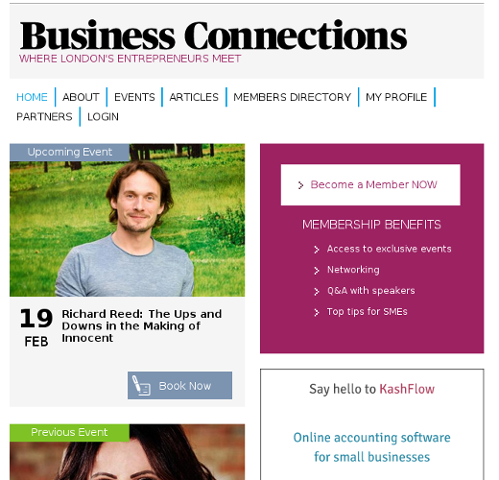 Business Connections
WHERE LONDON'S ENTREPRENEURS MEET
HOME ABOUT EVENTS ARTICLES MEMBERS DIRECTORY MY PROFILE
PARTNERS LOGIN
Upcoming Event
19
FEB
Richard Reed: The Ups and
Downs in the Making of
Innocent
Book Now
Previous Event
Become a Member NOW
MEMBERSHIP BENEFITS
Access to exclusive events
Networking
Q&A with speakers
Top tips for SMEs
Say hello to KashFlow
Online accounting software
for small businesses